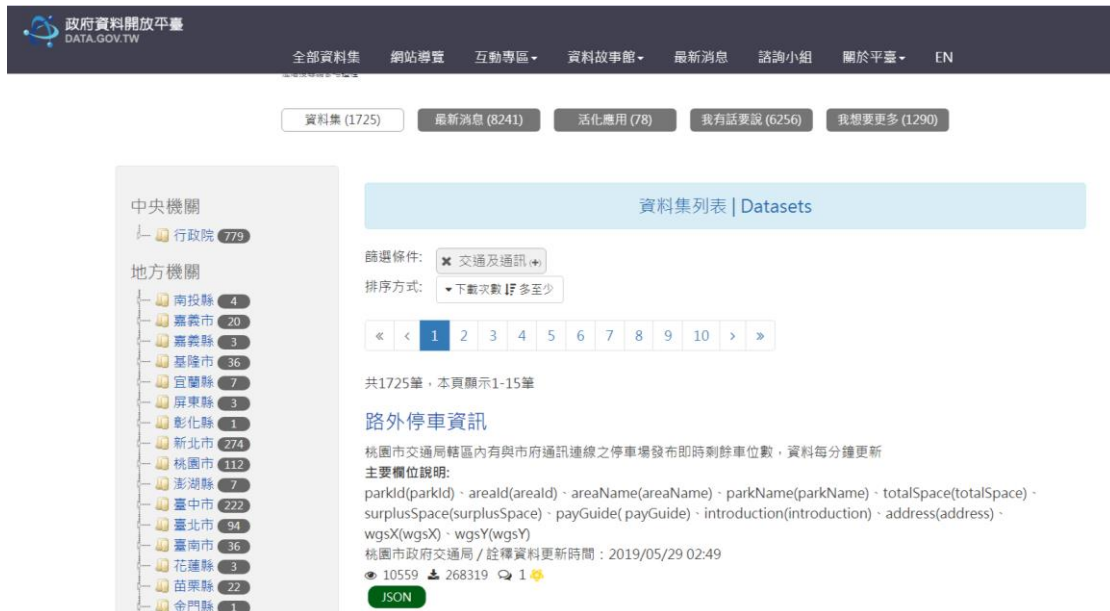 政府資料開放平臺
DATA.GOV.TW
全部資料集 網站導覽 互動專區 資料故事館 最新消息 諮詢小組 關於平臺 EN
資料集 (1725) 最新消息 (8241) 活化應用 (78) 我有話要說 (6256) 我想要更多 (1290)
中央機關
行政院 779
地方機關
南投縣 4
嘉義市 20
嘉義縣 3
基隆市 36
宜蘭縣 7
屏東縣 3
彰化縣 1
新北市 274
桃園市 112
澎湖縣 7
臺中市 222
臺北市 94
臺南市 36
花蓮縣 3
苗栗縣 22
金門縣 1
資料集列表 | Datasets
篩選條件: ✖ 交通及通訊 (+)
排序方式: 下載次數 多至少
« ‹ 1 2 3 4 5 6 7 8 9 10 › »
共1725筆,本頁顯示1-15筆
路外停車資訊
桃園市交通局轄區內有與市府通訊連線之停車場發布即時剩餘車位數,資料每分鐘更新
主要欄位說明:
parkId(parkId)、areaId(areaId)、areaName(areaName)、parkName(parkName)、totalSpace(totalSpace)、
surplusSpace(surplusSpace)、payGuide( payGuide)、introduction(introduction)、address(address)、
wgsX(wgsX)、wgsY(wgsY)
桃園市政府交通局 / 詮釋資料更新時間:2019/05/29 02:49
10559 268319 1
JSON